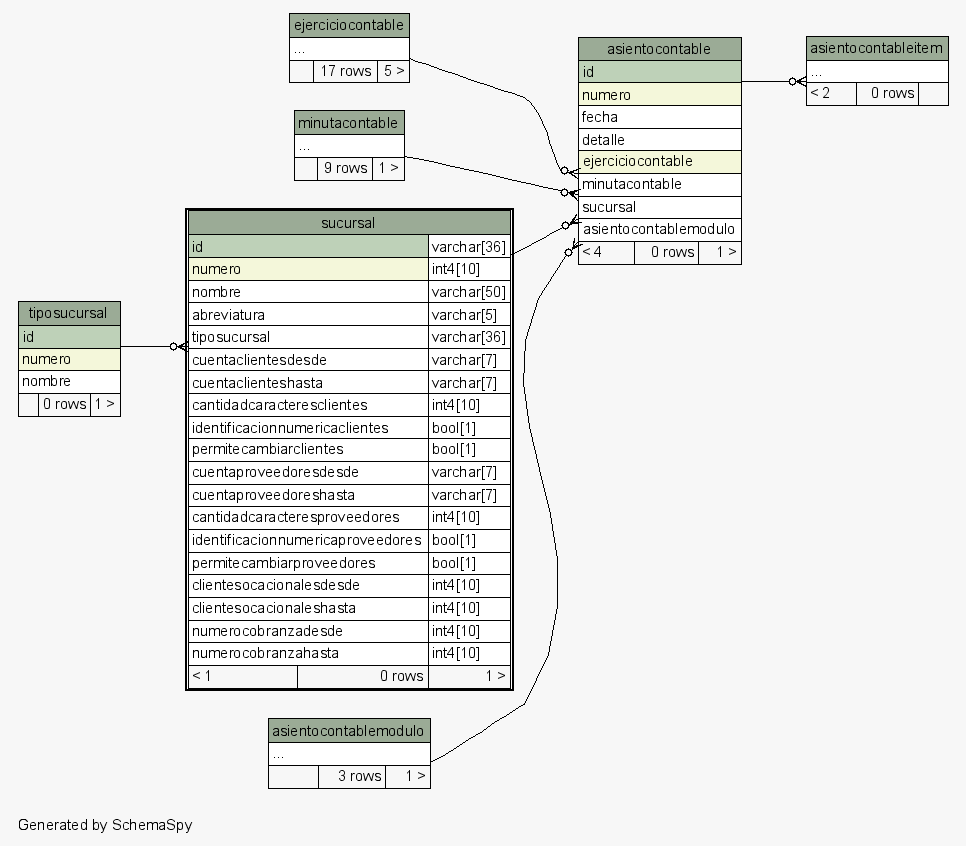 ejerciciocontable
...
17 rows 5 >
minutacontable
...
9 rows 1 >
asientocontable
id
numero
fecha
detalle
ejerciciocontable
minutacontable
sucursal
asientocontablemodulo
< 4 0 rows 1 >
asientocontableitem
...
< 2 0 rows
tiposucursal
id
numero
nombre
0 rows 1 >
sucursal
id varchar[36]
numero int4[10]
nombre varchar[50]
abreviatura varchar[5]
tiposucursal varchar[36]
cuentaclientesdesde varchar[7]
cuentaclienteshasta varchar[7]
cantidadcaracteresclientes int4[10]
identificacionnumericaclientes bool[1]
permitecambiarclientes bool[1]
cuentaproveedoresdesde varchar[7]
cuentaproveedoreshasta varchar[7]
cantidadcaracteresproveedores int4[10]
identificacionnumericaproveedores bool[1]
permitecambiarproveedores bool[1]
clientesocacionalesdesde int4[10]
clientesocacionaleshasta int4[10]
numerocobranzadesde int4[10]
numerocobranzahasta int4[10]
< 1 0 rows 1 >
asientocontablemodulo
...
3 rows 1 >
Generated by SchemaSpy